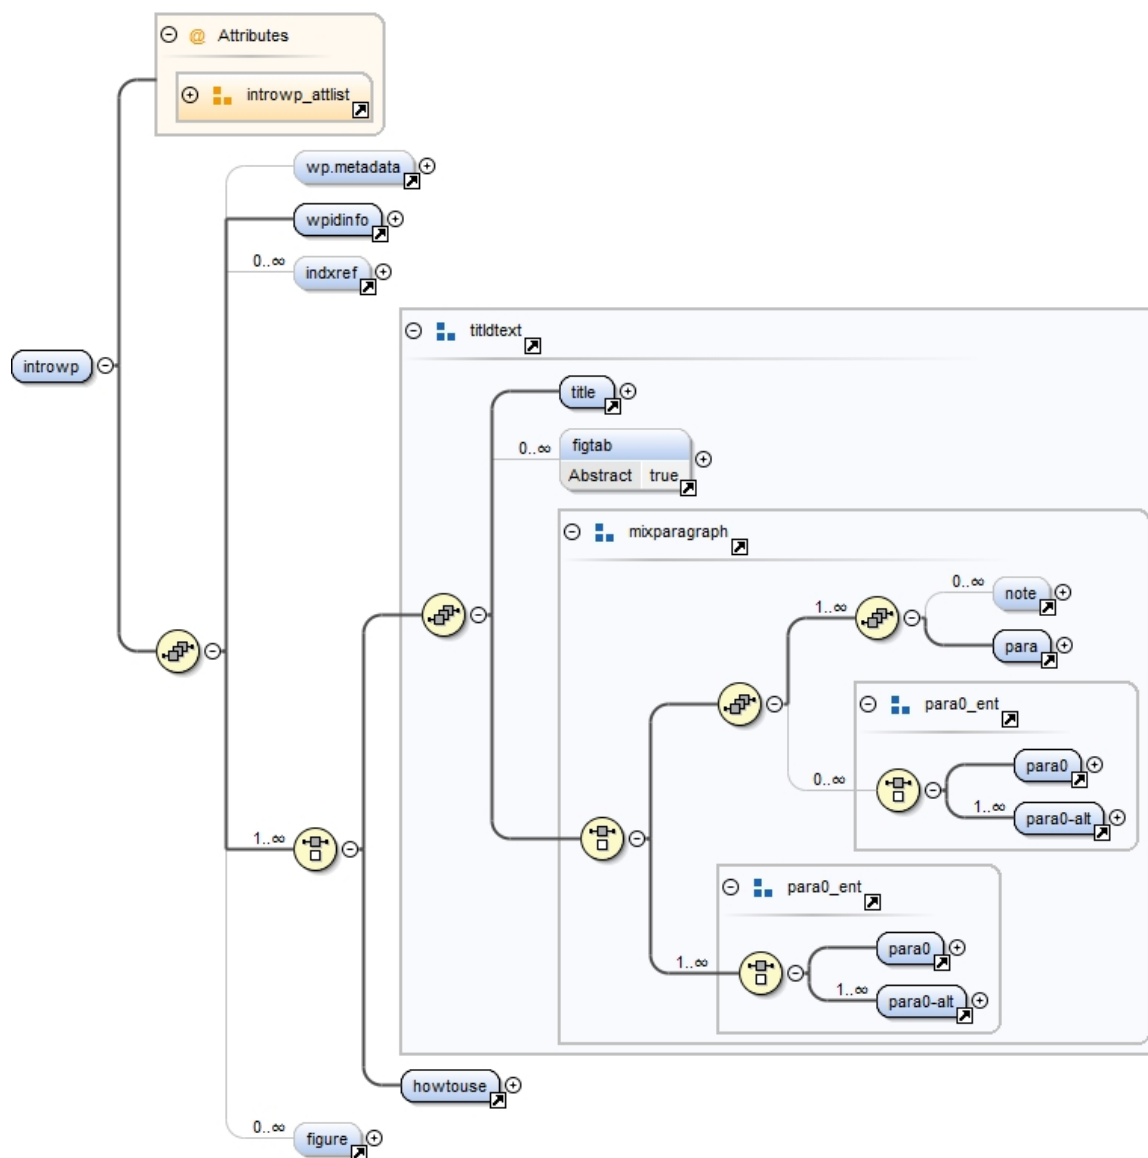 Attributes
introwp_attlist
wp.metadata
wpidinfo
0..∞
indxref
titldtext
introwp
title
0..∞
figtab
Abstract true
mixparagraph
0..∞
note
1..∞
para
para0_ent
para0
0..∞
1..∞
para0-alt
1..∞
para0_ent
para0
1..∞
1..∞
para0-alt
howtouse
0..∞
figure